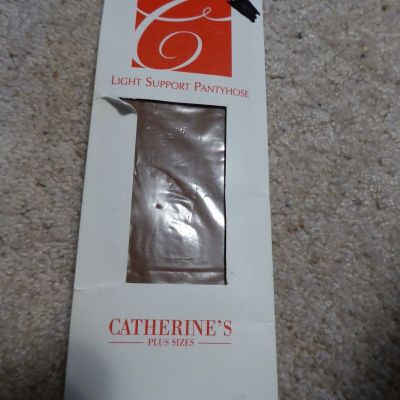 C
LIGHT SUPPORT PANTYHOSE
CATHERINE'S
PLUS SIZES